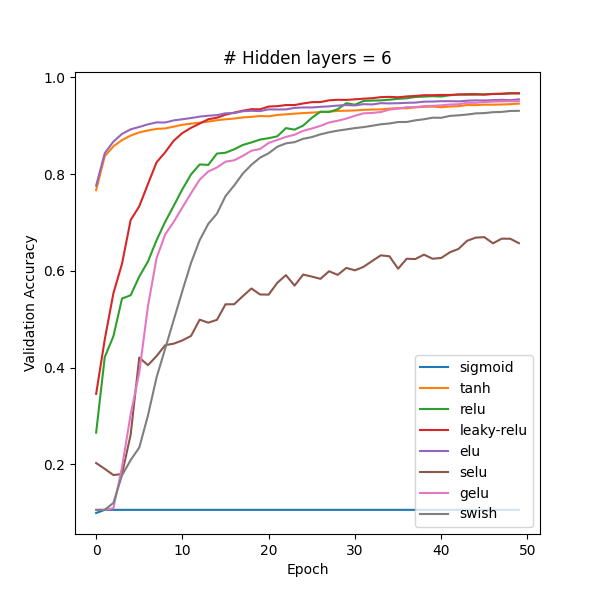 # Hidden layers = 6
1.0
0.8
0.6
0.4
0.2
Validation Accuracy
0
10
20
30
40
50
Epoch
sigmoid
tanh
relu
leaky-relu
elu
selu
gelu
swish